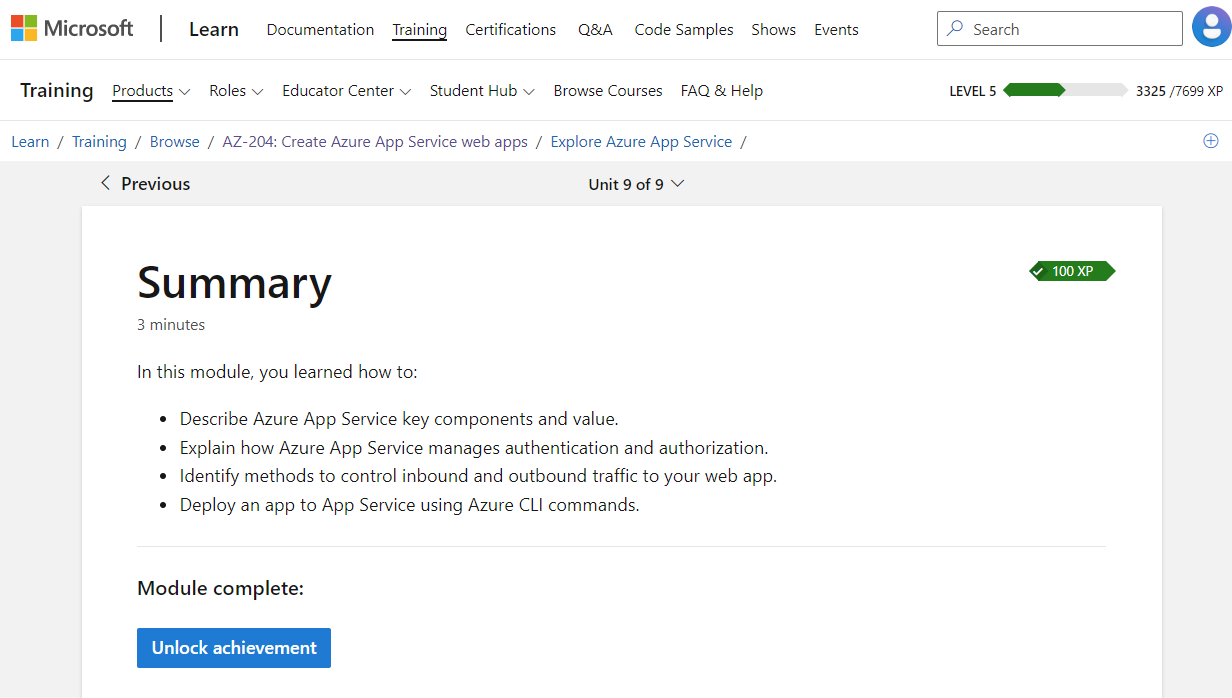 Microsoft Learn Documentation Training Certifications Q&A Code Samples Shows Events Search
Training Products Roles Educator Center Student Hub Browse Courses FAQ & Help LEVEL 5 3325 /7699 XP
Learn / Training / Browse / AZ-204: Create Azure App Service web apps / Explore Azure App Service /
Previous Unit 9 of 9
Summary 100 XP
3 minutes
In this module, you learned how to:
• Describe Azure App Service key components and value.
• Explain how Azure App Service manages authentication and authorization.
• Identify methods to control inbound and outbound traffic to your web app.
• Deploy an app to App Service using Azure CLI commands.
Module complete:
Unlock achievement